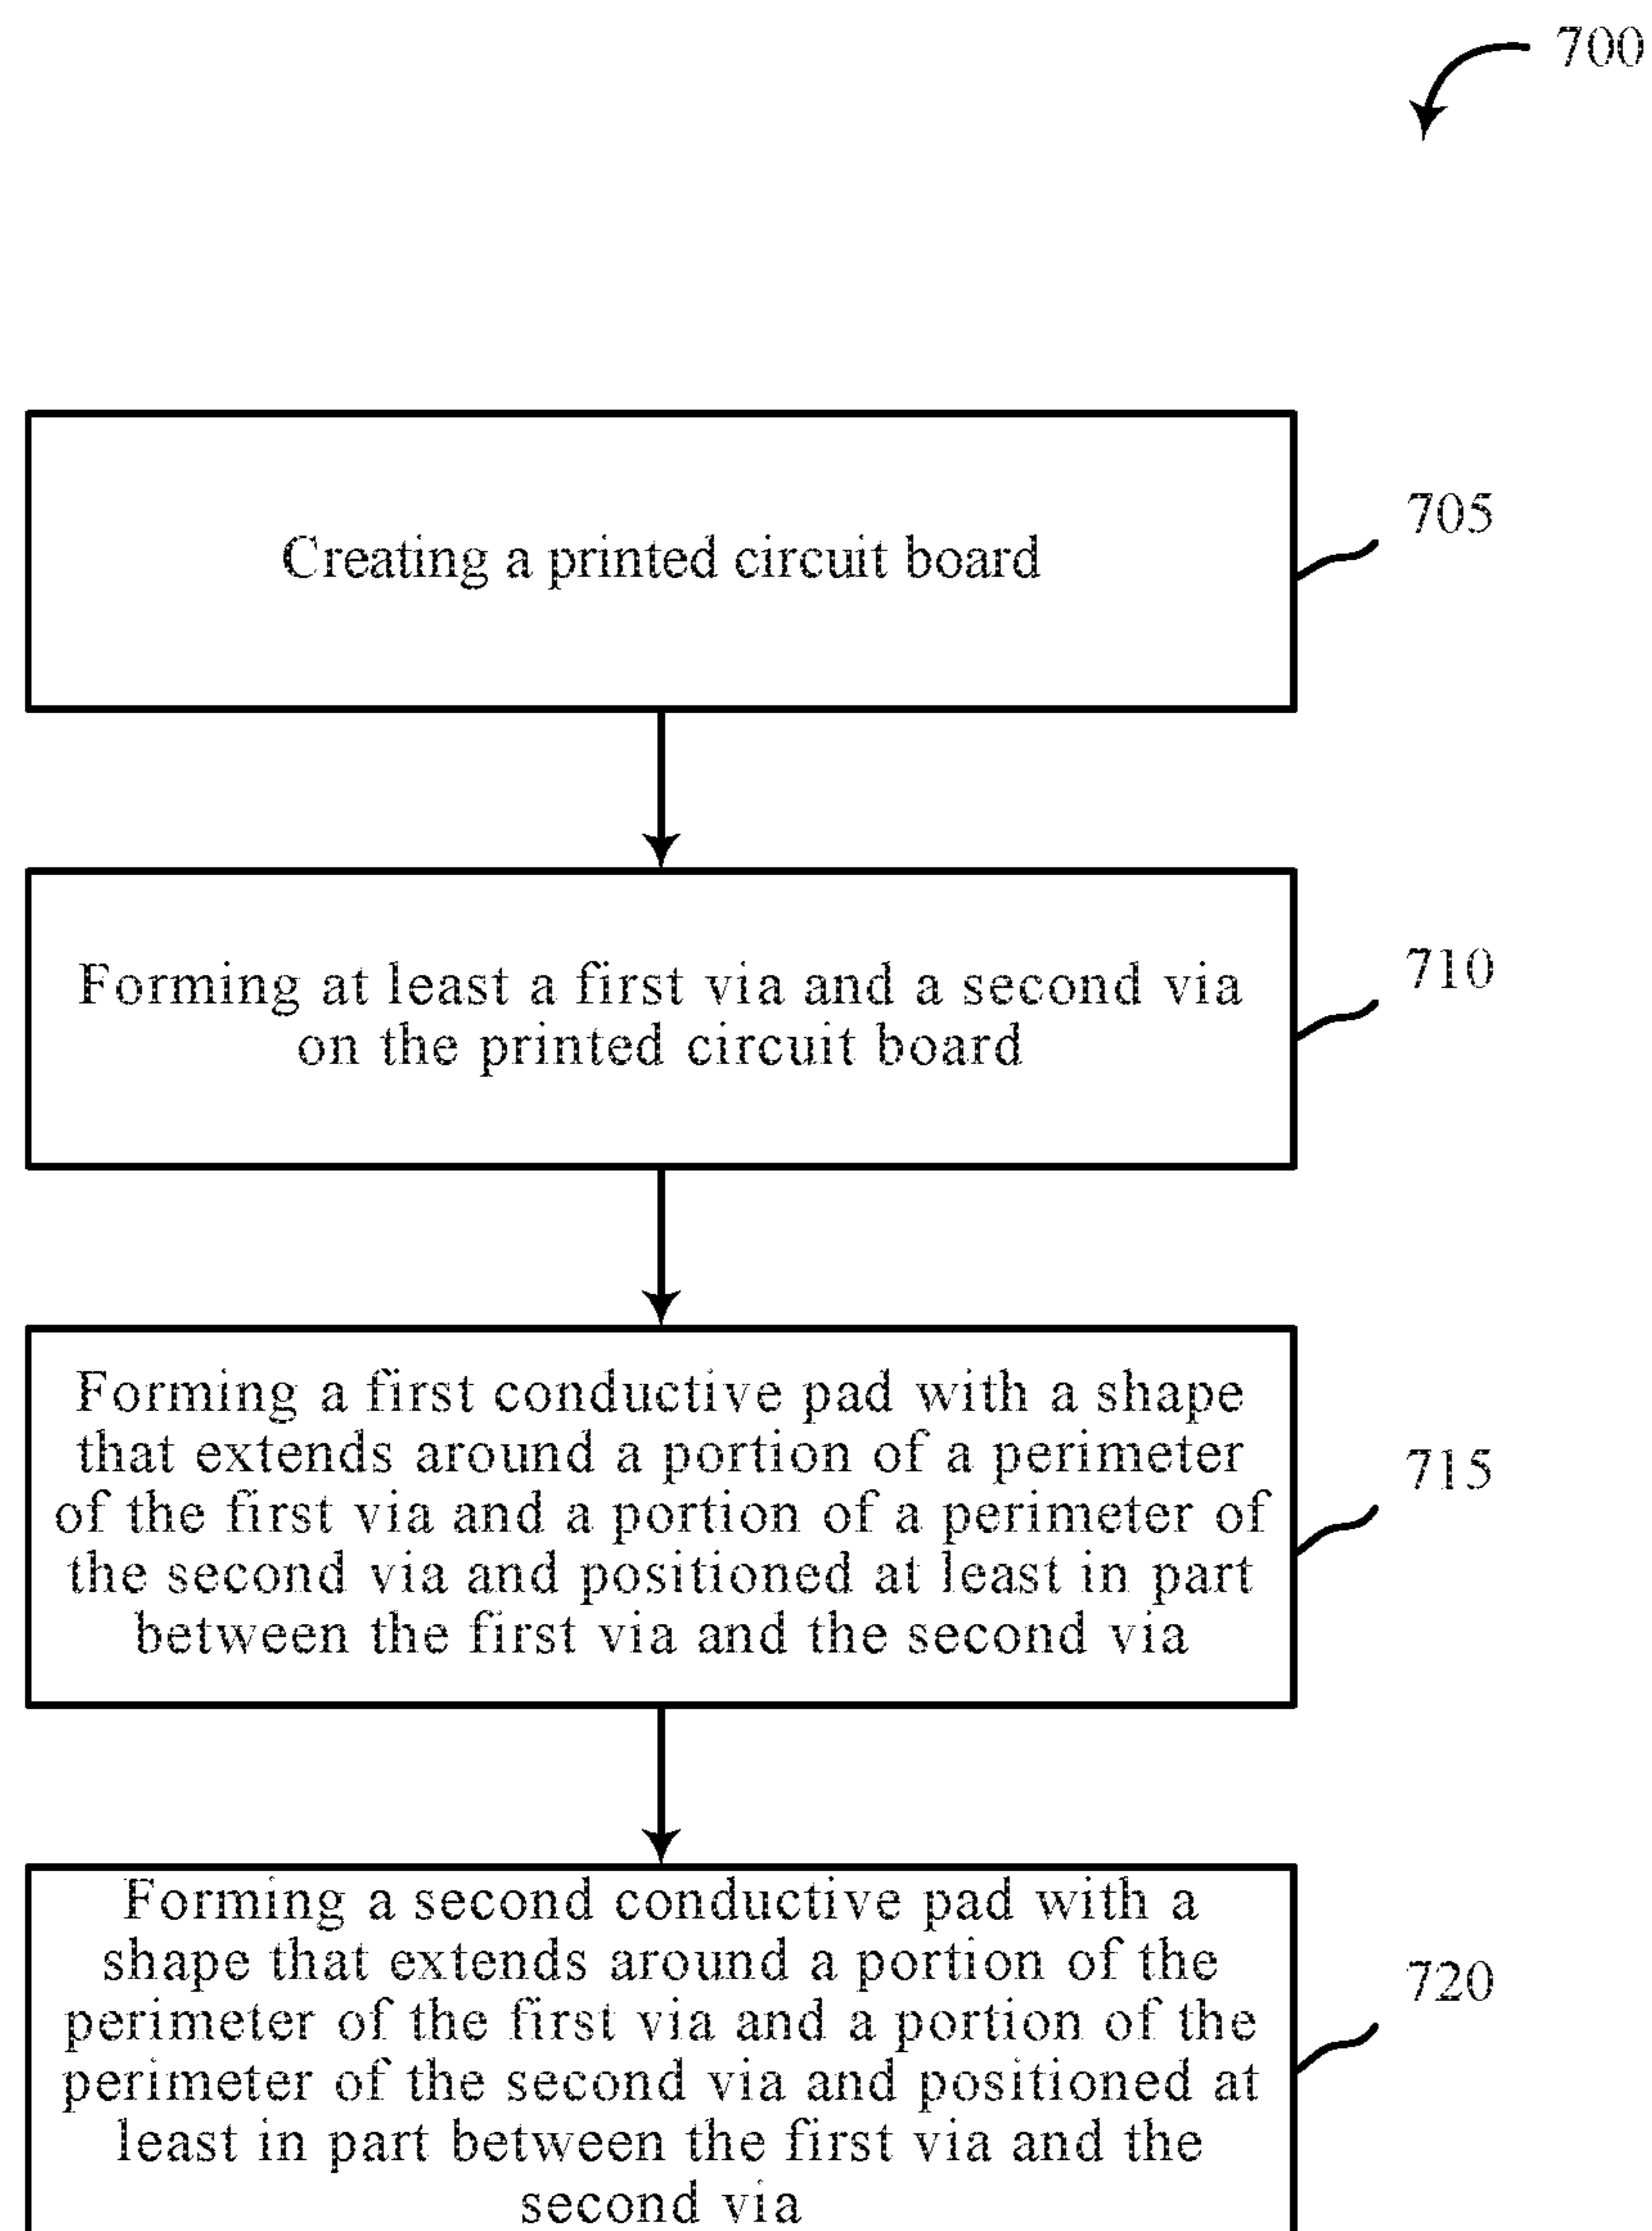 700
Creating a printed circuit board
705
Forming at least a first via and a second via
on the printed circuit board
710
Forming a first conductive pad with a shape
that extends around a portion of a perimeter
of the first via and a portion of a perimeter of
the second via and positioned at least in part
between the first via and the second via
715
Forming a second conductive pad with a
shape that extends around a portion of the
perimeter of the first via and a portion of the
perimeter of the second via and positioned at
least in part between the first via and the
second via
720